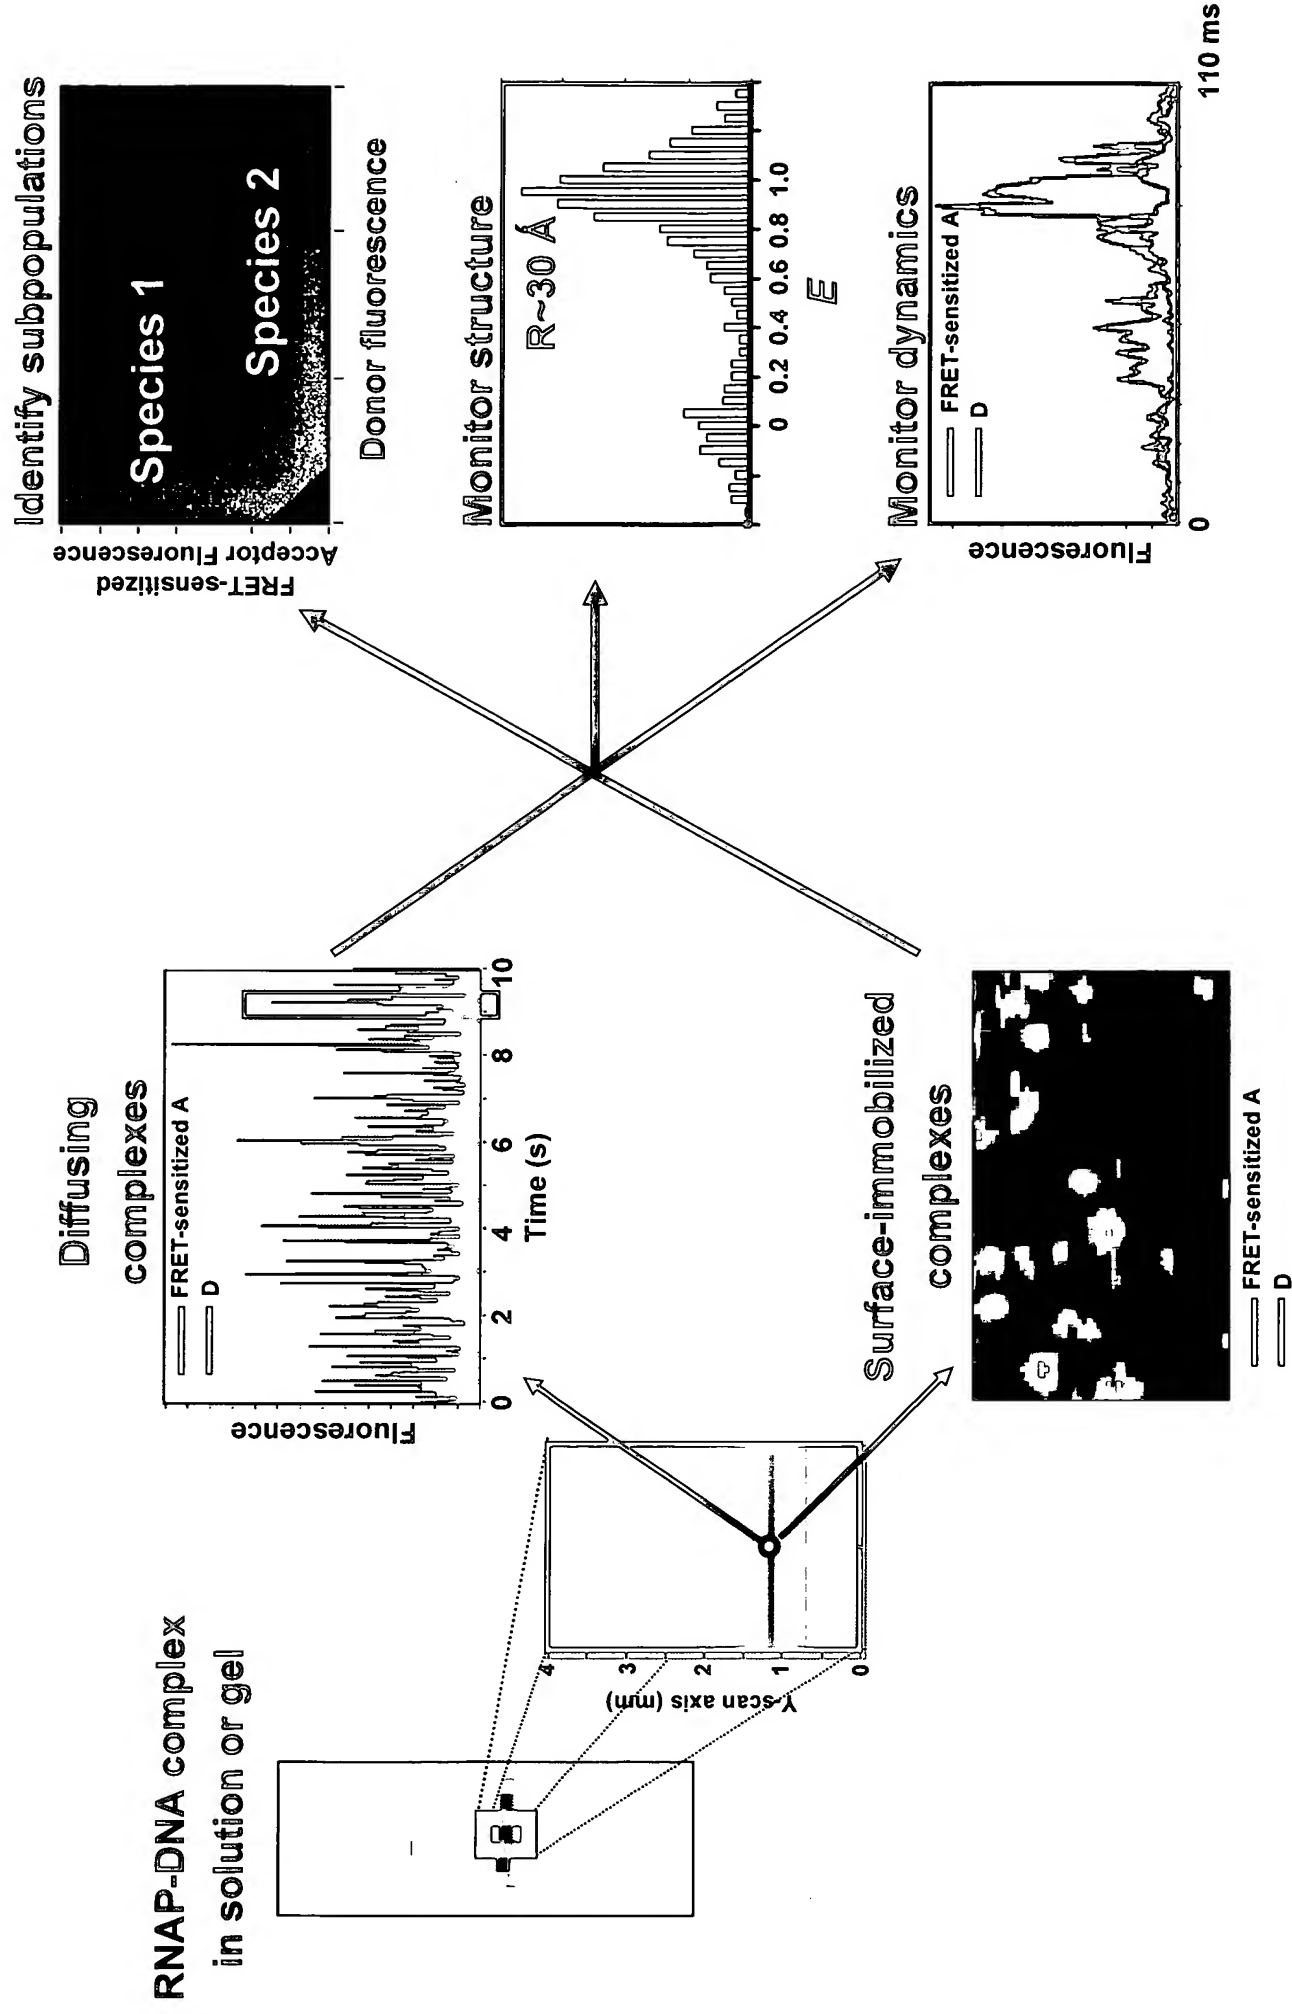 RNAP-DNA complex
in solution or gel
4
3
2
1
0
Y-scan axis (mm)
Diffusing
complexes
FRET-sensitized A
D
Fluorescence
0
2
4
6
8
10
Time (s)
Surface-immobilized
complexes
FRET-sensitized A
D
Identify subpopulations
FRET-sensitized
Acceptor Fluorescence
Species 1
Species 2
Donor fluorescence
Monitor structure
R~30 Å
0
0.2
0.4
0.6
0.8
1.0
E
Monitor dynamics
FRET-sensitized A
D
Fluorescence
0
110 ms